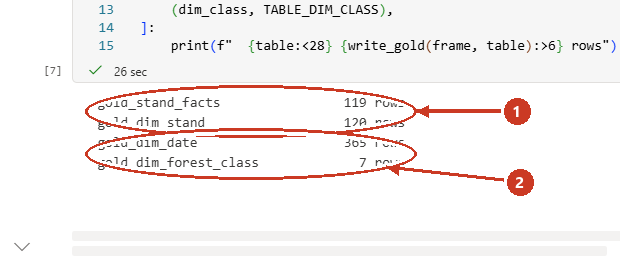 13 (dim_class, TABLE_DIM_CLASS),
14 ]:
15 print(f"  {table:<28} {write_gold(frame, table):>6} rows")
[7] 26 sec
gold_stand_facts 119 rows
1
gold_dim_stand 120 rows
gold_dim_date 365 rows
gold_dim_forest_class 7 rows
2